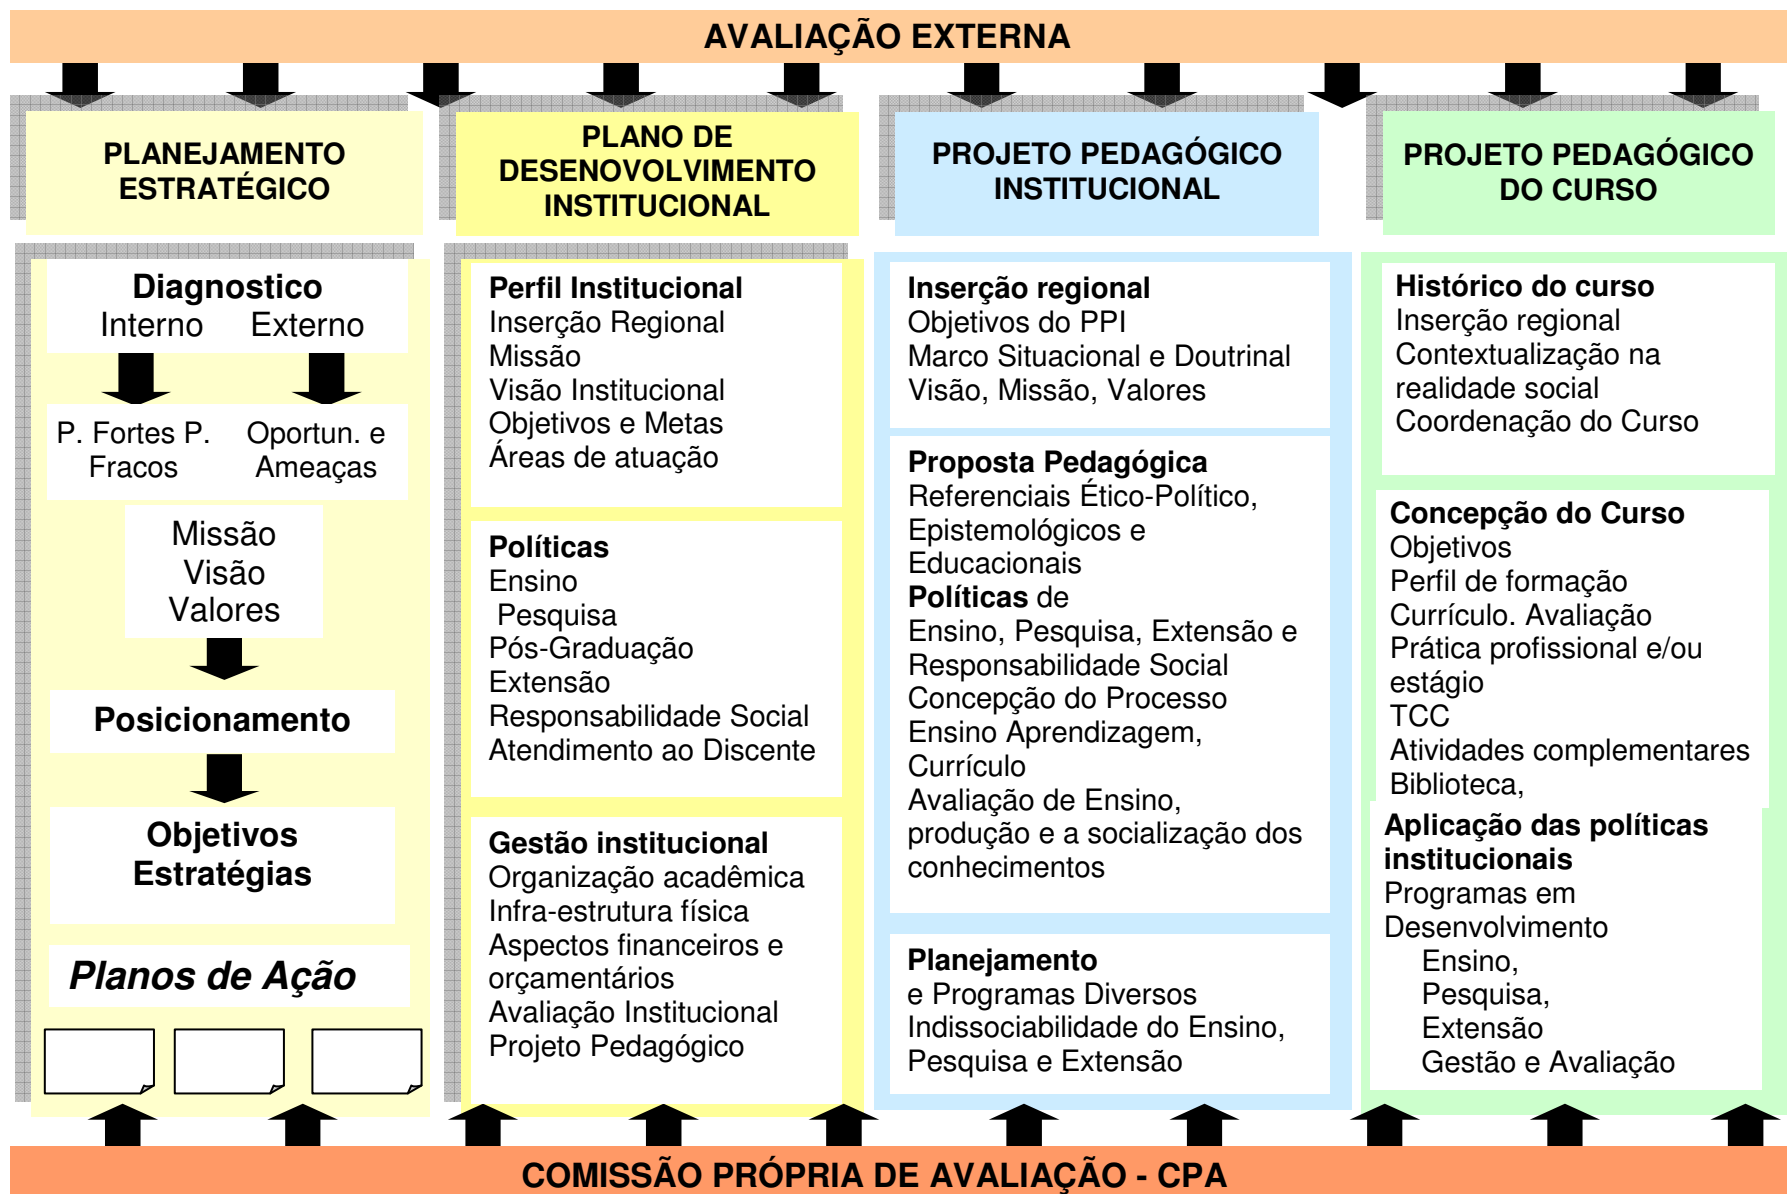 AVALIAÇÃO EXTERNA
PLANEJAMENTO
ESTRATÉGICO
PLANO DE
DESENOVOLVIMENTO
INSTITUCIONAL
PROJETO PEDAGÓGICO
INSTITUCIONAL
PROJETO PEDAGÓGICO
DO CURSO
Diagnostico
Interno Externo
P. Fortes P.
Fracos
Oportun. e
Ameaças
Missão
Visão
Valores
Posicionamento
Objetivos
Estratégias
Planos de Ação
Perfil Institucional
Inserção Regional
Missão
Visão Institucional
Objetivos e Metas
Áreas de atuação
Políticas
Ensino
Pesquisa
Pós-Graduação
Extensão
Responsabilidade Social
Atendimento ao Discente
Gestão institucional
Organização acadêmica
Infra-estrutura física
Aspectos financeiros e
orçamentários
Avaliação Institucional
Projeto Pedagógico
Inserção regional
Objetivos do PPI
Marco Situacional e Doutrinal
Visão, Missão, Valores
Proposta Pedagógica
Referenciais Ético-Político,
Epistemológicos e
Educacionais
Políticas de
Ensino, Pesquisa, Extensão e
Responsabilidade Social
Concepção do Processo
Ensino Aprendizagem,
Currículo
Avaliação de Ensino,
produção e a socialização dos
conhecimentos
Planejamento
e Programas Diversos
Indissociabilidade do Ensino,
Pesquisa e Extensão
Histórico do curso
Inserção regional
Contextualização na
realidade social
Coordenação do Curso
Concepção do Curso
Objetivos
Perfil de formação
Currículo. Avaliação
Prática profissional e/ou
estágio
TCC
Atividades complementares
Biblioteca,
Aplicação das políticas
institucionais
Programas em
Desenvolvimento
Ensino,
Pesquisa,
Extensão
Gestão e Avaliação
COMISSÃO PRÓPRIA DE AVALIAÇÃO - CPA